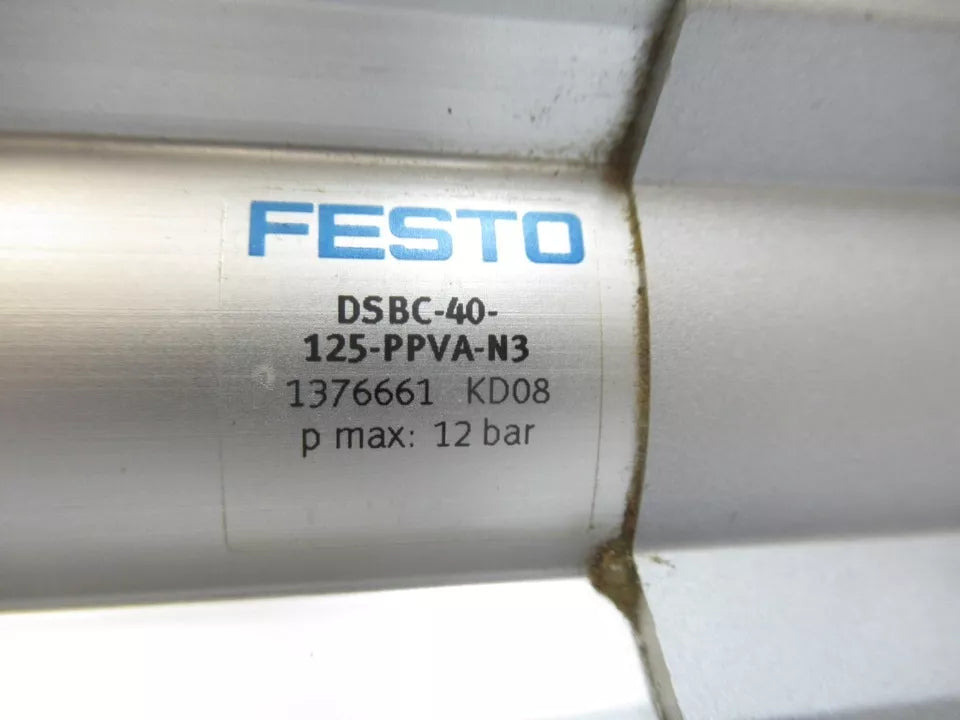 FESTO
DSBC-40-
125-PPVA-N3
1376661 KD08
p max: 12 bar